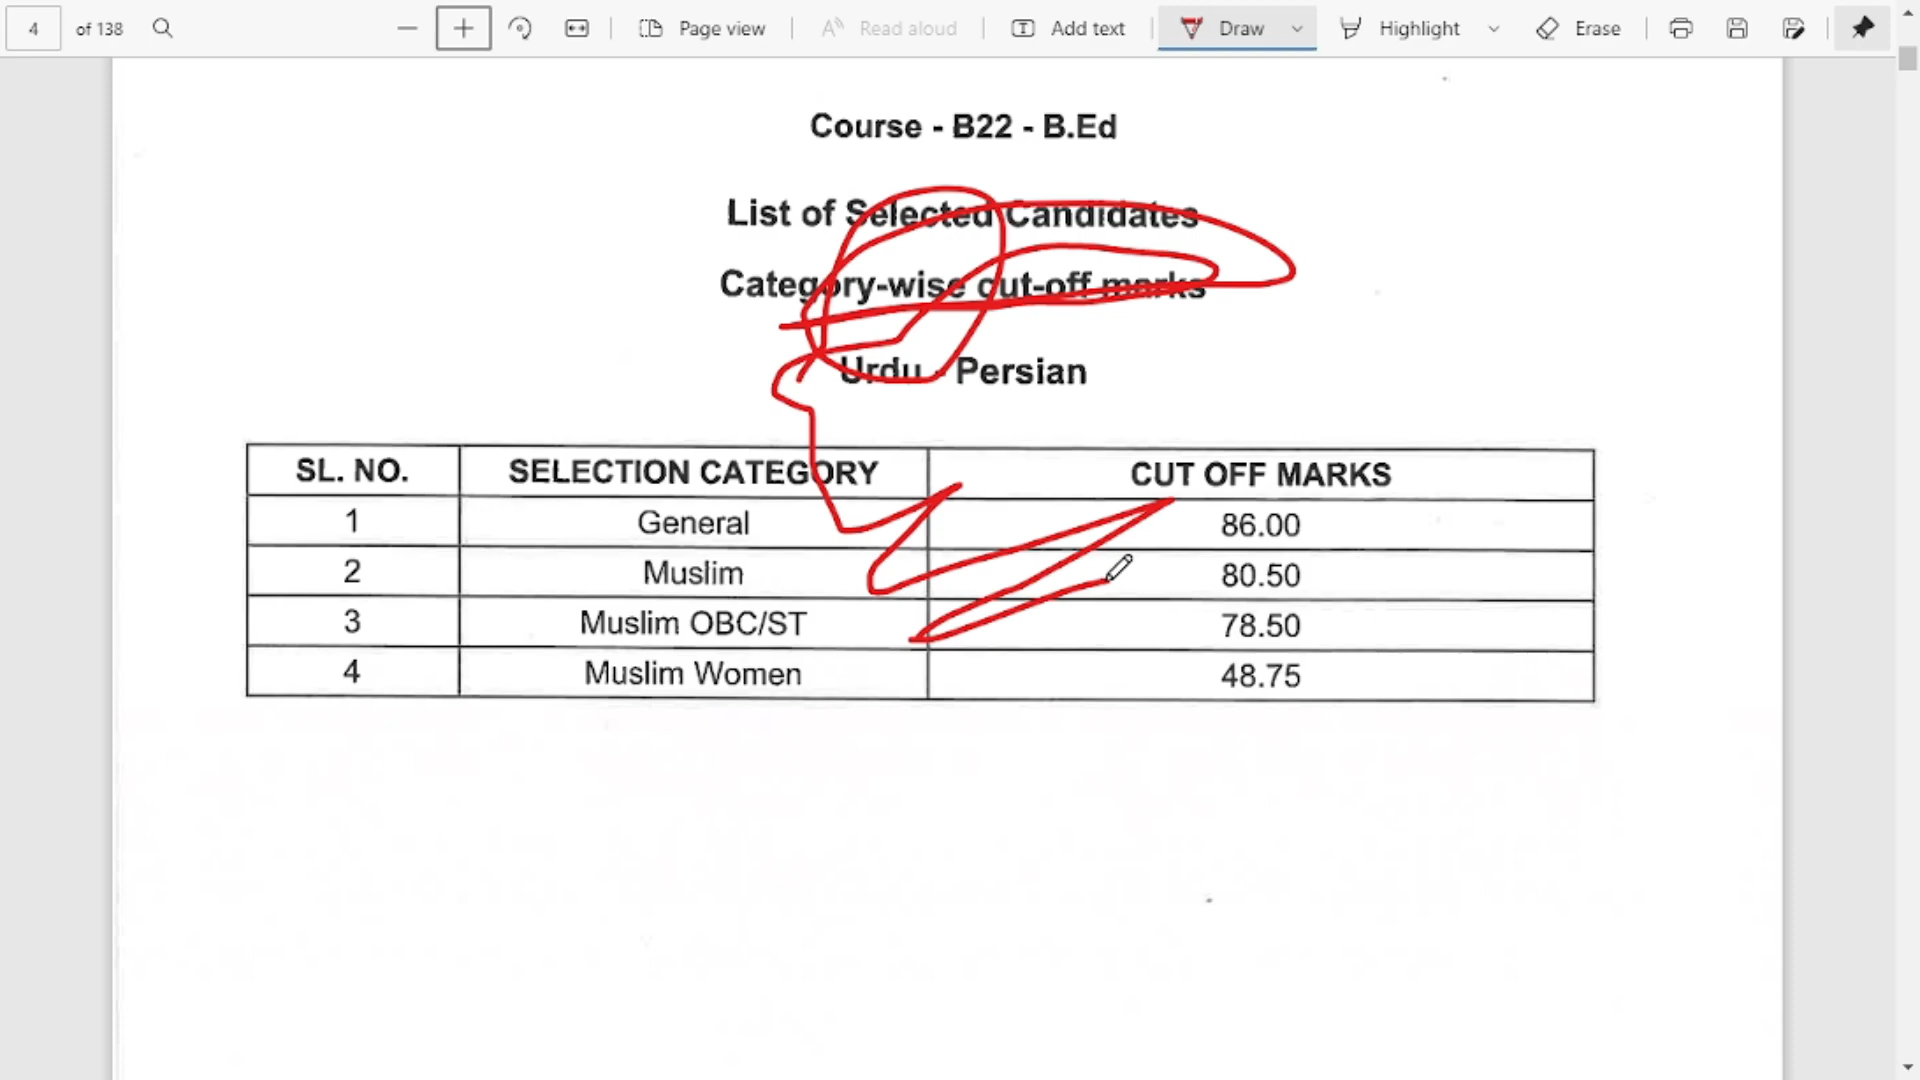 4 of 138 Page view Read aloud Add text Draw Highlight Erase
Course - B22 - B.Ed
List of Selected Candidates
Category-wise cut-off marks
Urdu - Persian
SL. NO. SELECTION CATEGORY CUT OFF MARKS
1 General 86.00
2 Muslim 80.50
3 Muslim OBC/ST 78.50
4 Muslim Women 48.75